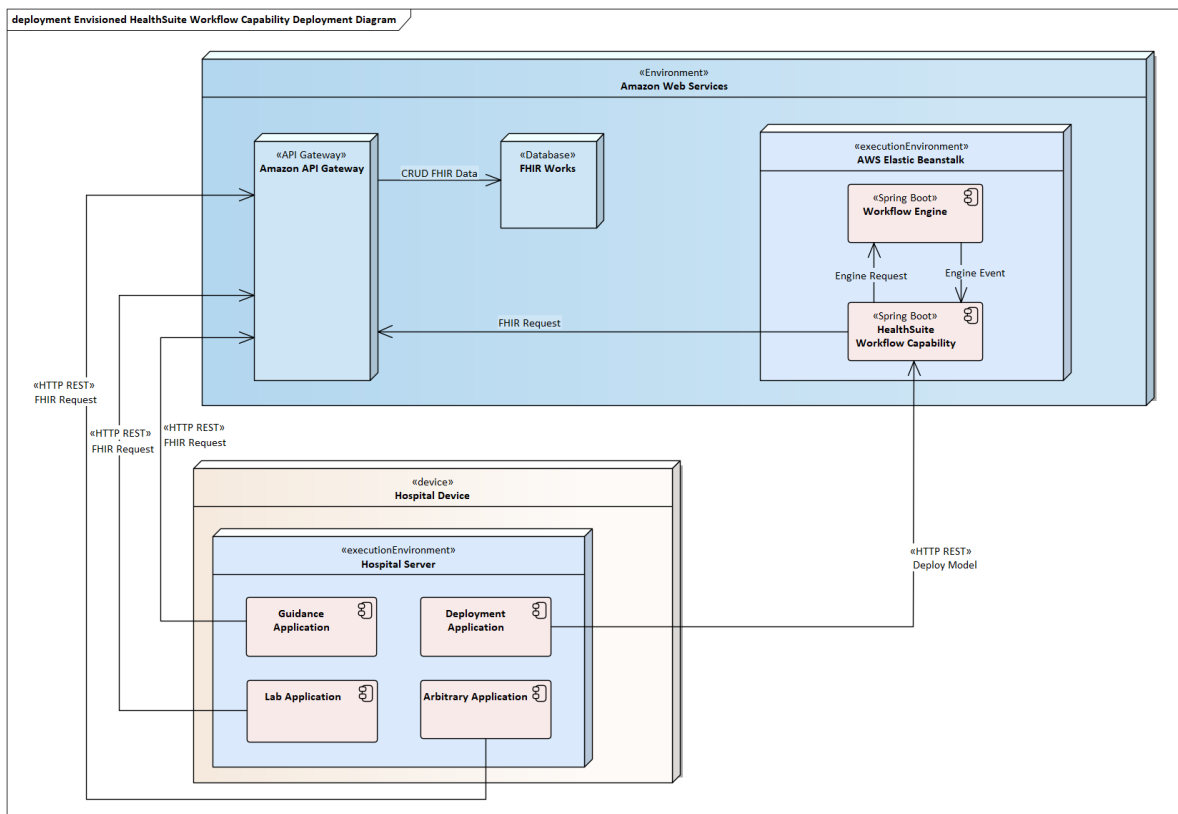 deployment Envisioned HealthSuite Workflow Capability Deployment Diagram
«Environment»
Amazon Web Services
«API Gateway»
Amazon API Gateway
CRUD FHIR Data
«Database»
FHIR Works
«executionEnvironment»
AWS Elastic Beanstalk
«Spring Boot»
Workflow Engine
Engine Request
Engine Event
«Spring Boot»
HealthSuite
Workflow Capability
FHIR Request
«HTTP REST»
FHIR Request
«HTTP REST»
FHIR Request
«HTTP REST»
FHIR Request
«device»
Hospital Device
«executionEnvironment»
Hospital Server
Guidance
Application
Deployment
Application
Lab Application
Arbitrary Application
«HTTP REST»
Deploy Model